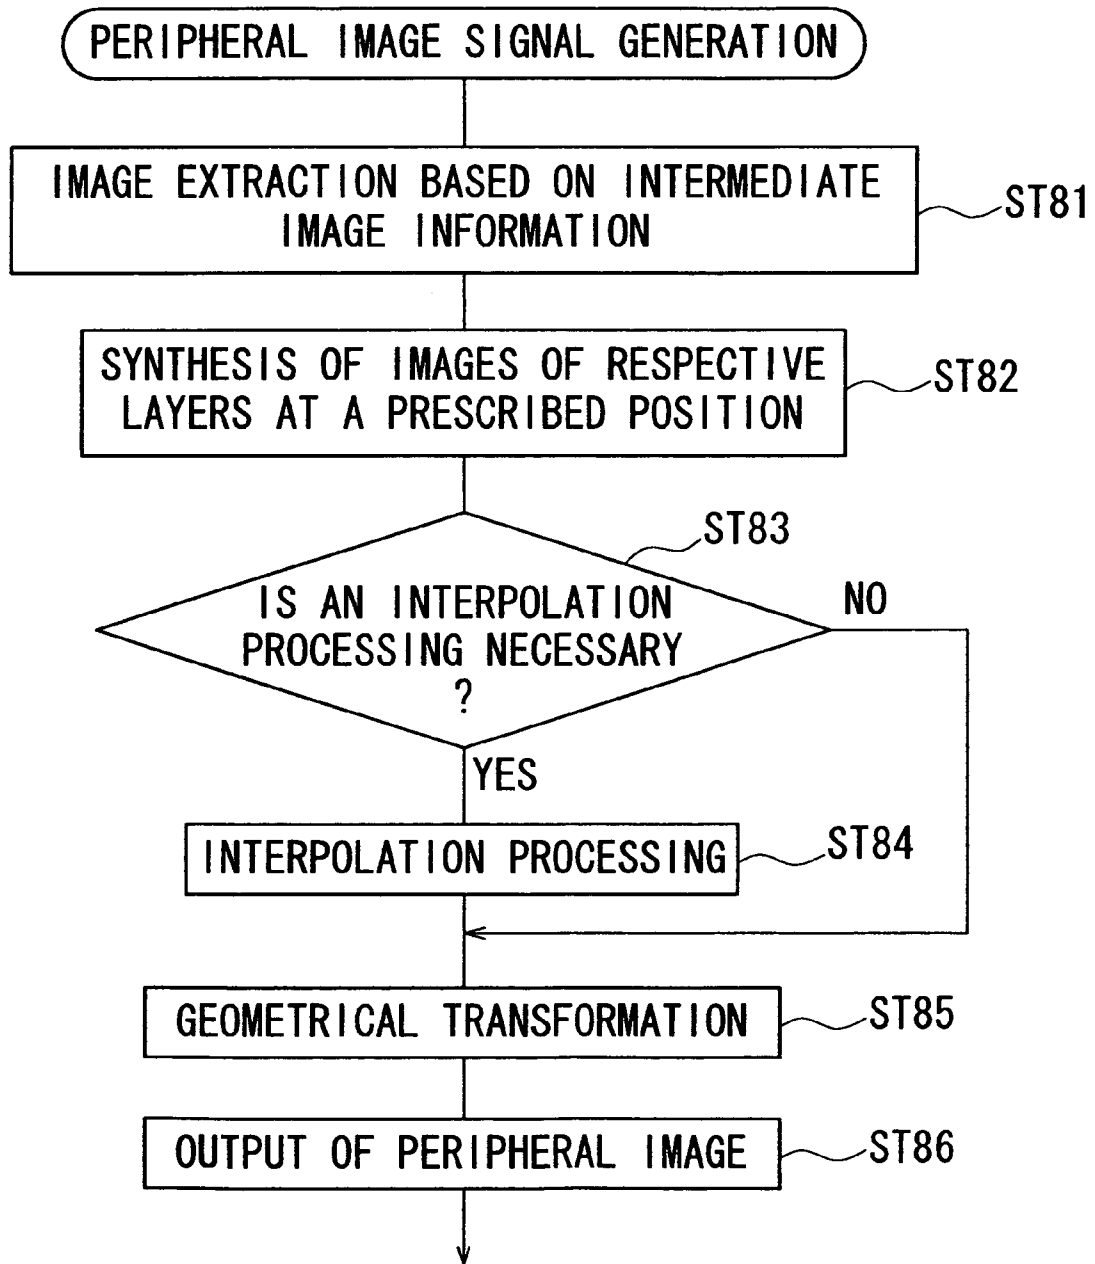 PERIPHERAL IMAGE SIGNAL GENERATION
IMAGE EXTRACTION BASED ON INTERMEDIATE
IMAGE INFORMATION
ST81
SYNTHESIS OF IMAGES OF RESPECTIVE
LAYERS AT A PRESCRIBED POSITION
ST82
ST83
IS AN INTERPOLATION
PROCESSING NECESSARY
?
NO
YES
INTERPOLATION PROCESSING
ST84
GEOMETRICAL TRANSFORMATION
ST85
OUTPUT OF PERIPHERAL IMAGE
ST86